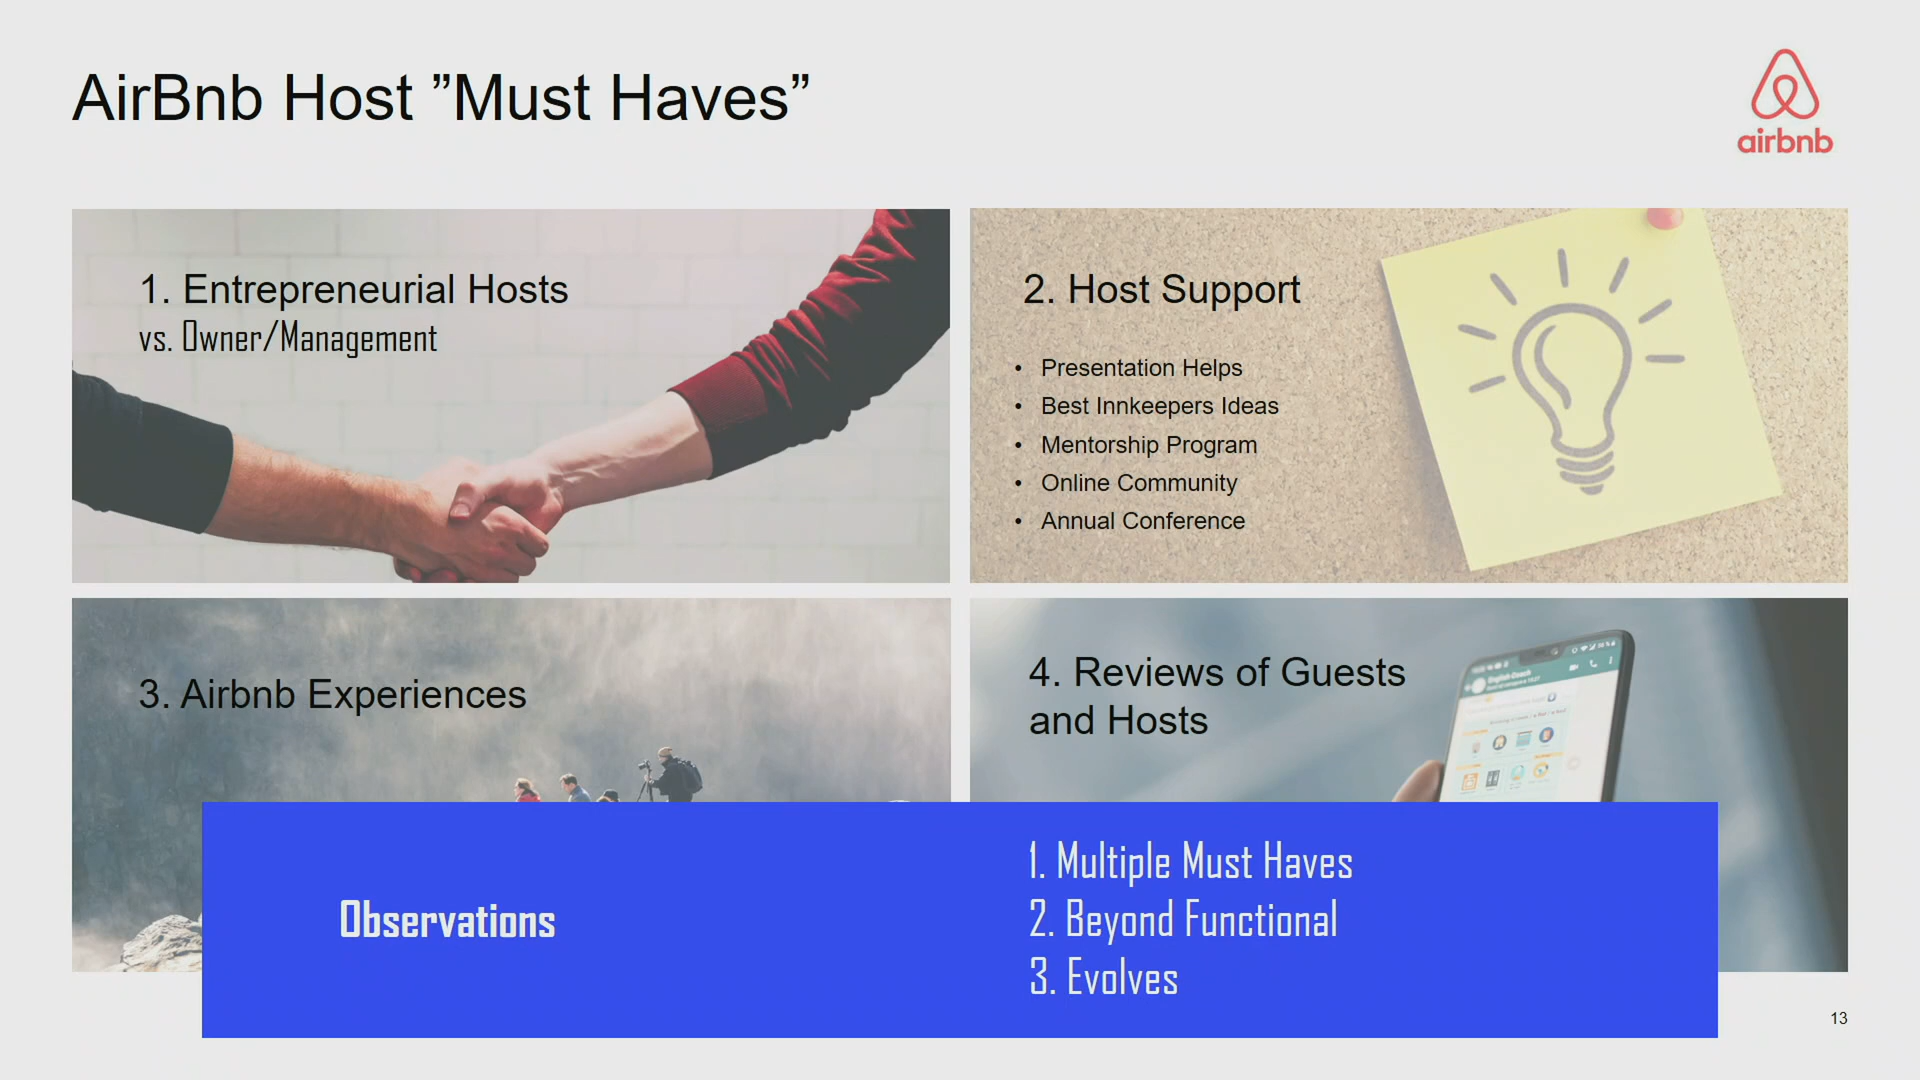 AirBnb Host ”Must Haves”
airbnb
1. Entrepreneurial Hosts
vs. Owner/Management
2. Host Support
• Presentation Helps
• Best Innkeepers Ideas
• Mentorship Program
• Online Community
• Annual Conference
3. Airbnb Experiences
4. Reviews of Guests
and Hosts
Observations
1. Multiple Must Haves
2. Beyond Functional
3. Evolves
13